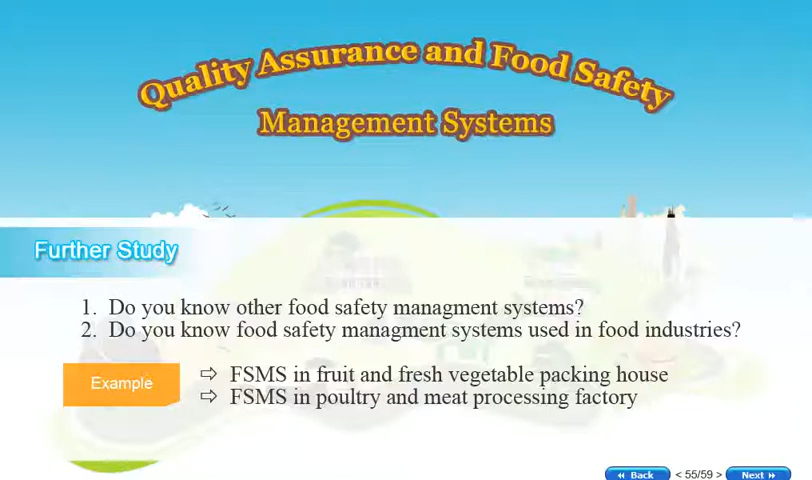 Quality Assurance and Food Safety
Management Systems
Further Study
1. Do you know other food safety managment systems?
2. Do you know food safety managment systems used in food industries?
Example
⇨ FSMS in fruit and fresh vegetable packing house
⇨ FSMS in poultry and meat processing factory
Back < 55/59 > Next